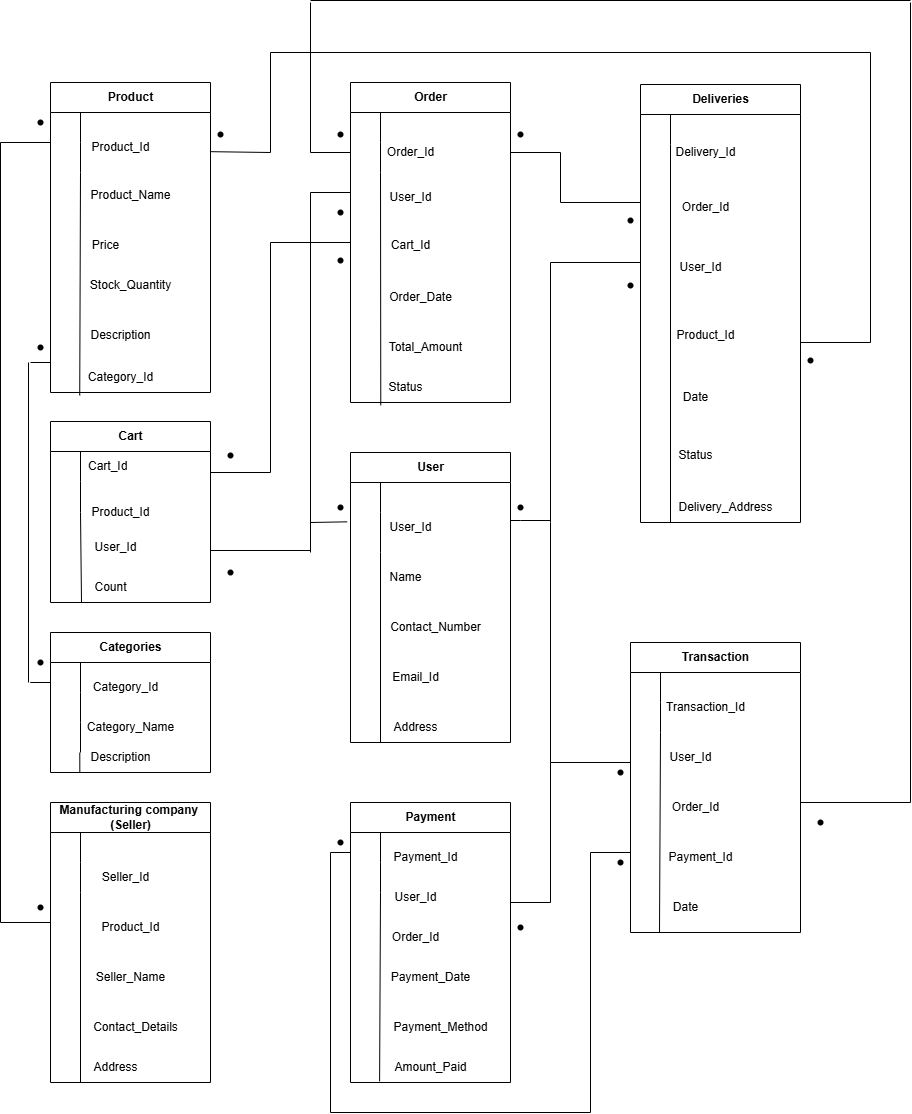 Product
Product_Id
Product_Name
Price
Stock_Quantity
Description
Category_Id
Order
Order_Id
User_Id
Cart_Id
Order_Date
Total_Amount
Status
Deliveries
Delivery_Id
Order_Id
User_Id
Product_Id
Date
Status
Delivery_Address
Cart
Cart_Id
Product_Id
User_Id
Count
User
User_Id
Name
Contact_Number
Email_Id
Address
Categories
Category_Id
Category_Name
Description
Transaction
Transaction_Id
User_Id
Order_Id
Payment_Id
Date
Manufacturing company
(Seller)
Seller_Id
Product_Id
Seller_Name
Contact_Details
Address
Payment
Payment_Id
User_Id
Order_Id
Payment_Date
Payment_Method
Amount_Paid